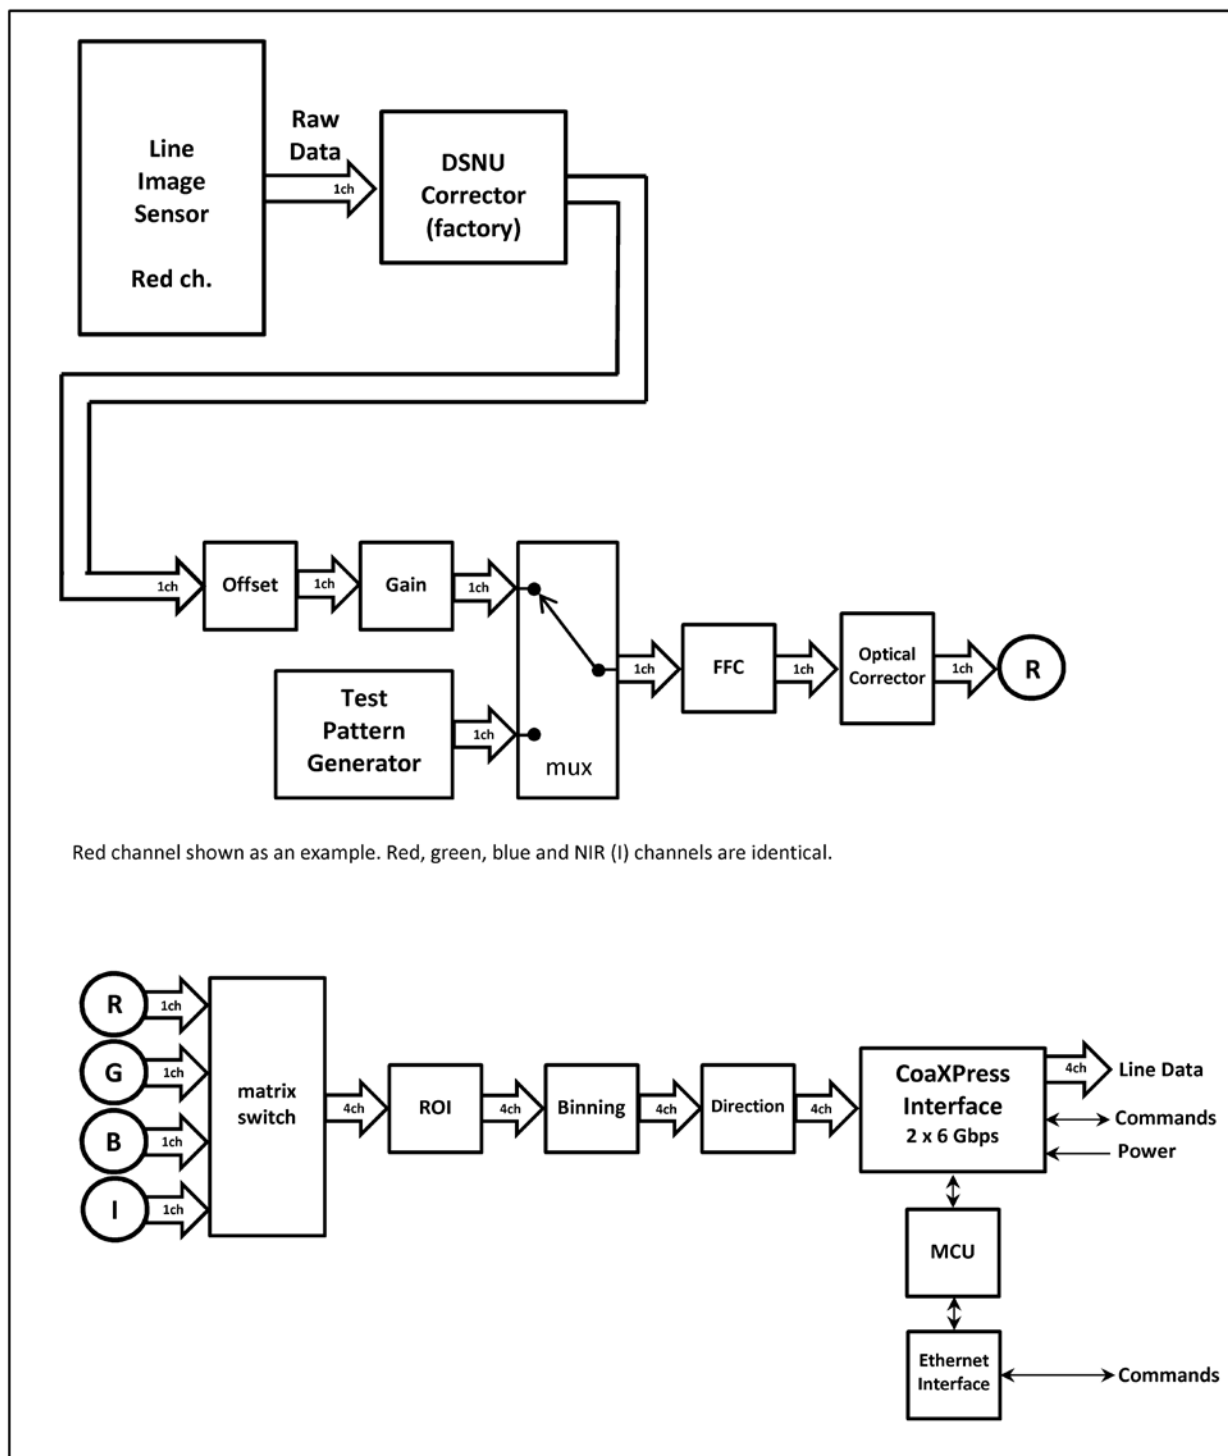 Line
Image
Sensor
Red ch.
Raw
Data
1ch
DSNU
Corrector
(factory)
1ch
Offset
1ch
Gain
1ch
Test
Pattern
Generator
1ch
mux
1ch
FFC
1ch
Optical
Corrector
1ch
R
Red channel shown as an example. Red, green, blue and NIR (I) channels are identical.
R
1ch
G
1ch
B
1ch
I
1ch
matrix
switch
4ch
ROI
4ch
Binning
4ch
Direction
4ch
CoaXPress
Interface
2 x 6 Gbps
4ch
Line Data
Commands
Power
MCU
Ethernet
Interface
Commands